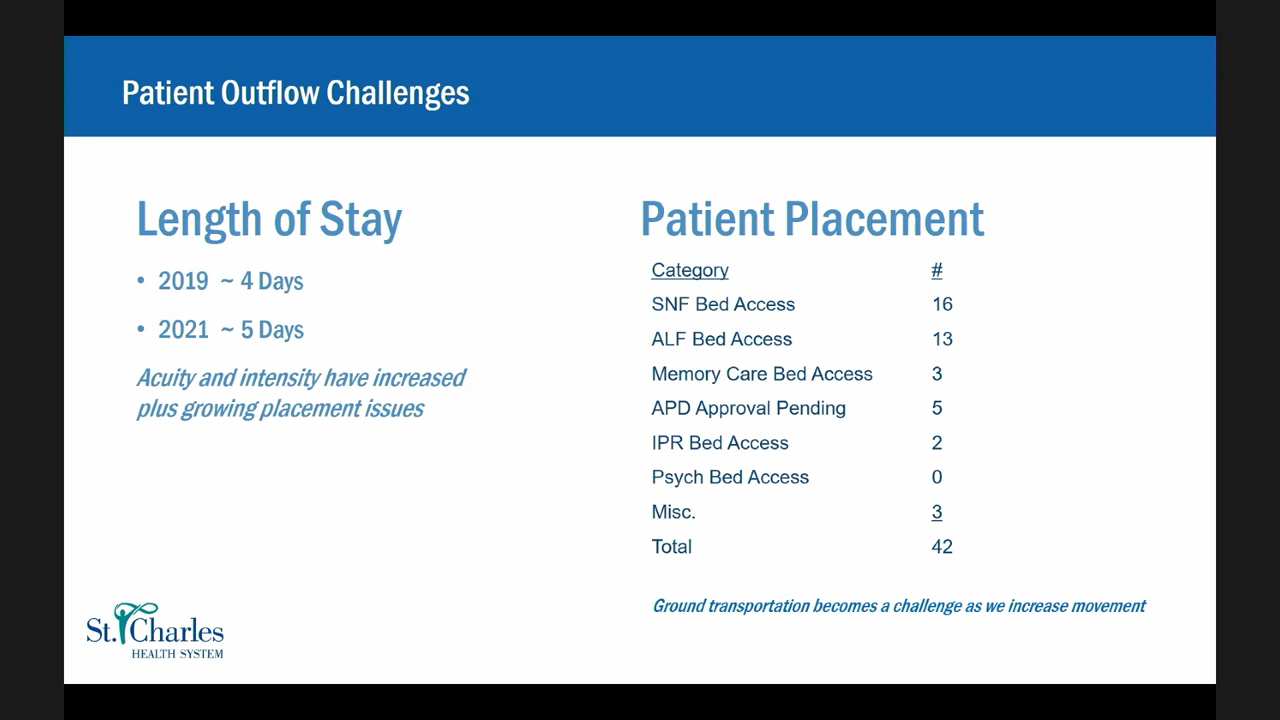 Patient Outflow Challenges
Length of Stay
• 2019 ~ 4 Days
• 2021 ~ 5 Days
Acuity and intensity have increased
plus growing placement issues
Patient Placement
Category #
SNF Bed Access 16
ALF Bed Access 13
Memory Care Bed Access 3
APD Approval Pending 5
IPR Bed Access 2
Psych Bed Access 0
Misc. 3
Total 42
Ground transportation becomes a challenge as we increase movement
St. Charles
HEALTH SYSTEM